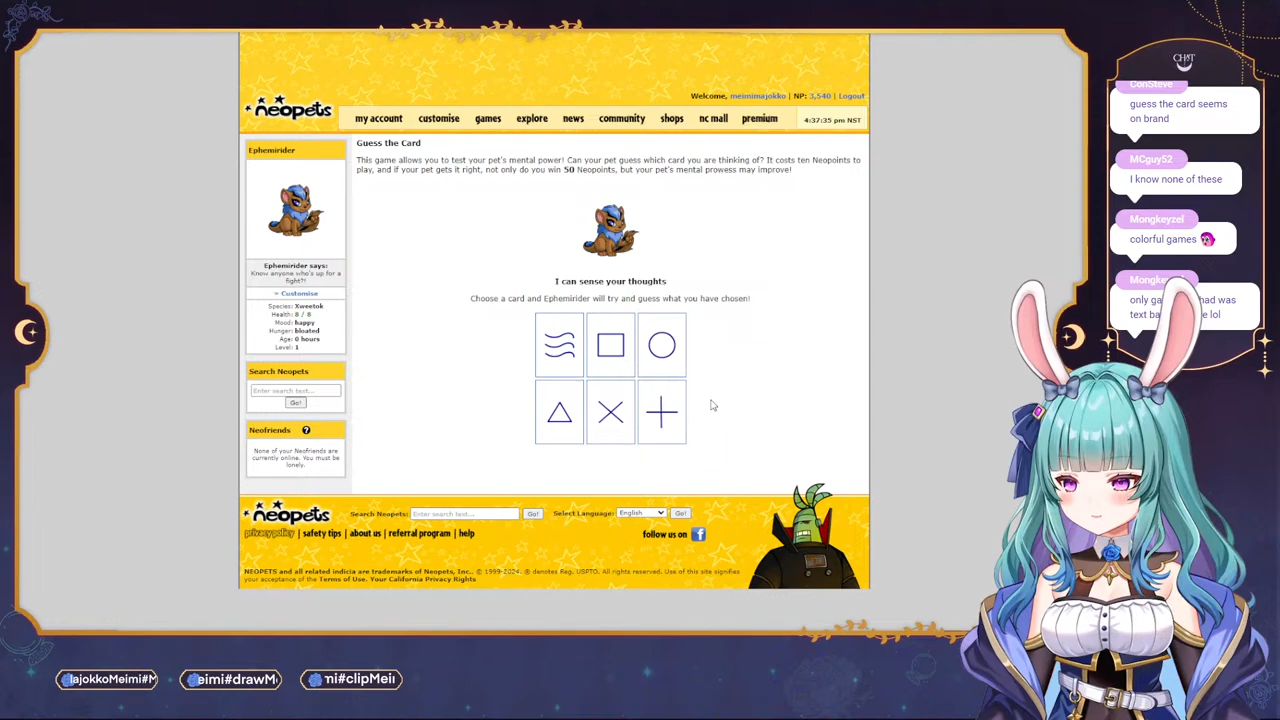 Welcome, meimimajokko | NP: 3,540 | Logout
neopets
my account customise games explore news community shops nc mall premium
4:37:35 pm NST
Ephemirider
Ephemirider says:
Know anyone who's up for a
fight?!
Customise
Species: Xweetok
Health: 8 / 8
Mood: happy
Hunger: bloated
Age: 0 hours
Level: 1
Search Neopets
Enter search text...
Go!
Neofriends ?
None of your Neofriends are
currently online. You must be
lonely.
Guess the Card
This game allows you to test your pet's mental power! Can your pet guess which card you are thinking of? It costs ten Neopoints to
play, and if your pet gets it right, not only do you win 50 Neopoints, but your pet's mental prowess may improve!
I can sense your thoughts
Choose a card and Ephemirider will try and guess what you have chosen!
neopets
Search Neopets: Enter search text... Go! Select Language: English Go!
privacy policy | safety tips | about us | referral program | help
follow us on f
NEOPETS and all related indicia are trademarks of Neopets, Inc., © 1999-2024. ® denotes Reg. USPTO. All rights reserved. Use of this site signifies
your acceptance of the Terms of Use. Your California Privacy Rights
CHAT
ConSteve
guess the card seems
on brand
MCguy52
I know none of these
Mongkeyzel
colorful games
only
had was
text
lol
lajokkoMeimi#M
eimi#drawM
ni#clipMeir